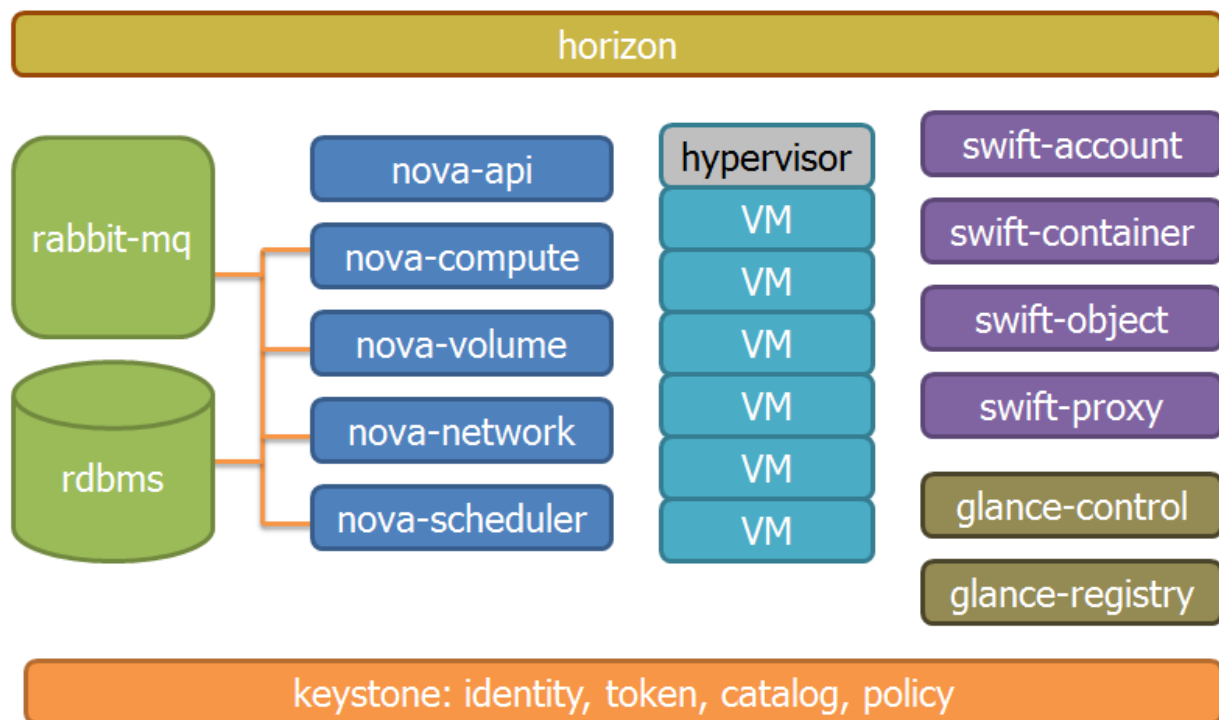 horizon
rabbit-mq
rdbms
nova-api
nova-compute
nova-volume
nova-network
nova-scheduler
hypervisor
VM
VM
VM
VM
VM
VM
swift-account
swift-container
swift-object
swift-proxy
glance-control
glance-registry
keystone: identity, token, catalog, policy